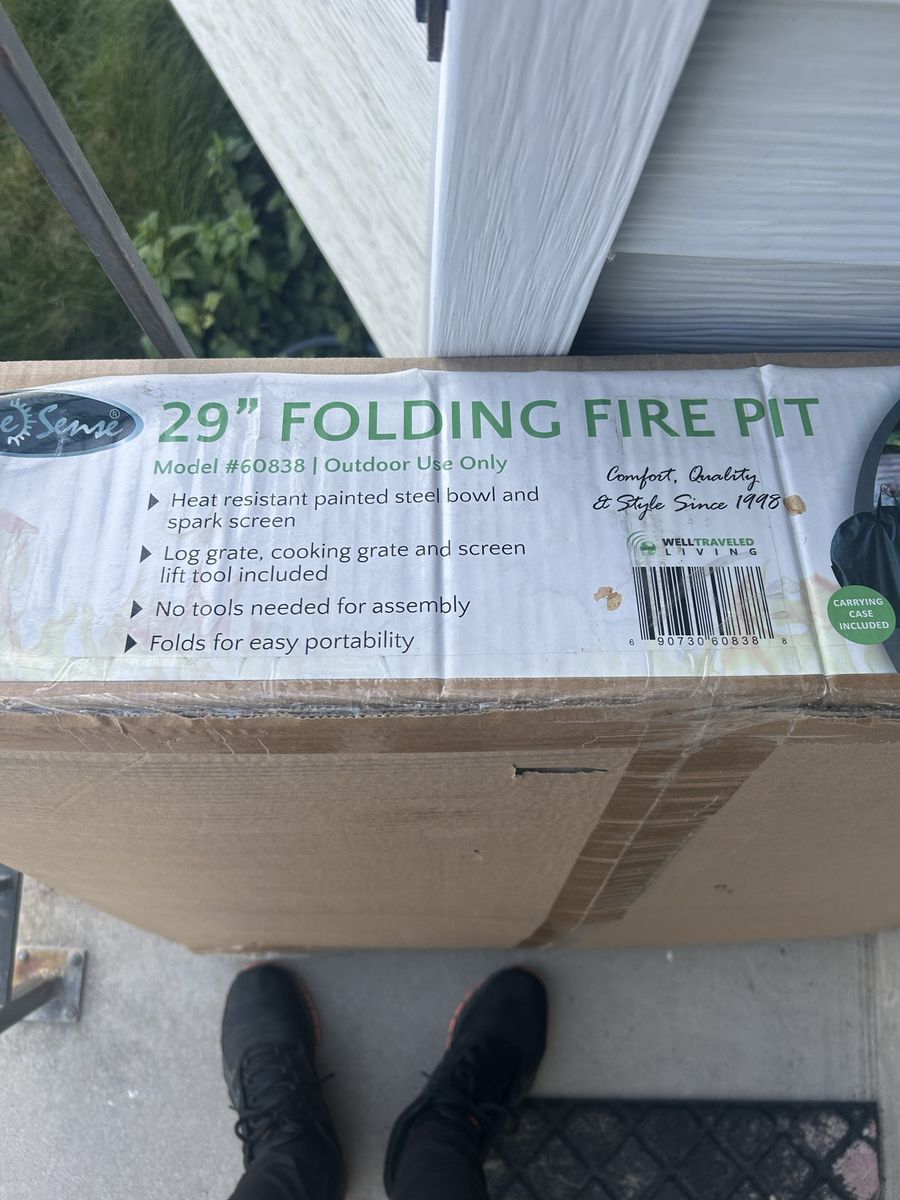 e Sense®
29” FOLDING FIRE PIT
Model #60838 | Outdoor Use Only
Heat resistant painted steel bowl and
spark screen
Log grate, cooking grate and screen
lift tool included
No tools needed for assembly
Folds for easy portability
Comfort, Quality
& Style Since 1998
WELLTRAVELED
LIVING
6 90730 60838 8
CARRYING
CASE
INCLUDED